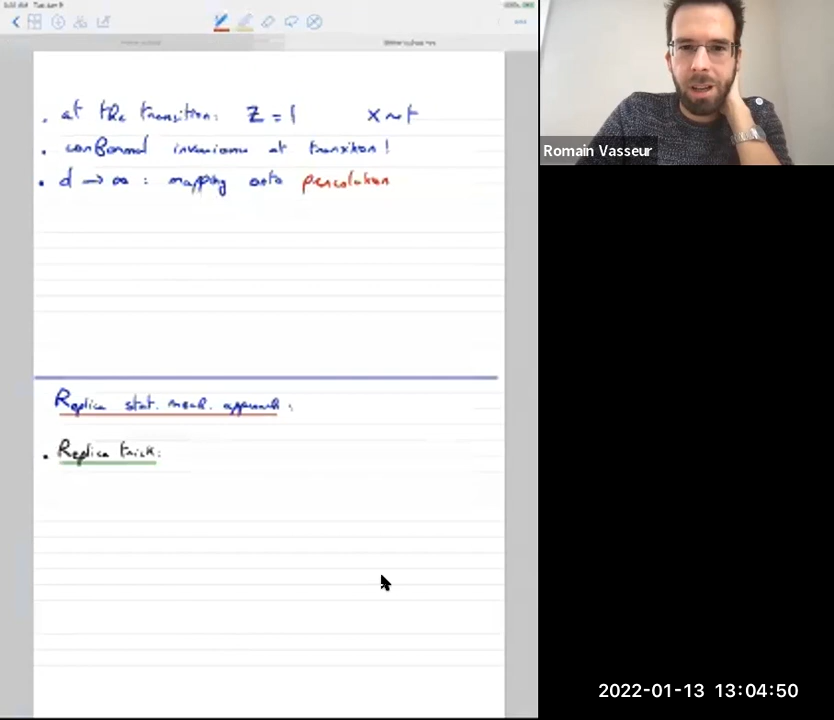 . at the transition: Z = 1 x ~ t
. conformal invariance at transition!
. d → ∞ : mapping onto percolation
Replica stat. mech. approach:
. Replica trick:
Romain Vasseur
2022-01-13 13:04:50